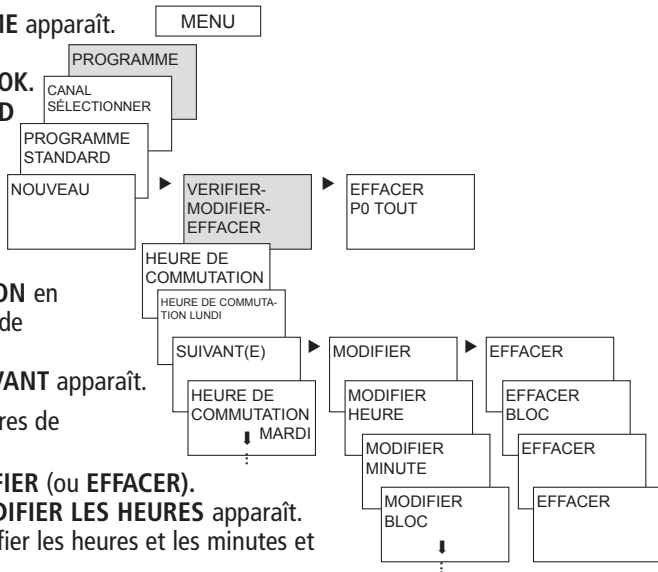 ME apparaît.
MENU
PROGRAMME
OK.
CANAL
SÉLECTIONNER
D
PROGRAMME
STANDARD
NOUVEAU
VERIFIER-
MODIFIER-
EFFACER
EFFACER
P0 TOUT
HEURE DE
COMMUTATION
ON en
HEURE DE COMMUTA-
TION LUNDI
de
SUIVANT(E)
MODIFIER
EFFACER
VANT apparaît.
HEURE DE
COMMUTATION
MARDI
MODIFIER
HEURE
EFFACER
BLOC
res de
MODIFIER
MINUTE
EFFACER
FIER (ou EFFACER).
DIFIER LES HEURES apparaît.
MODIFIER
BLOC
EFFACER
fier les heures et les minutes et